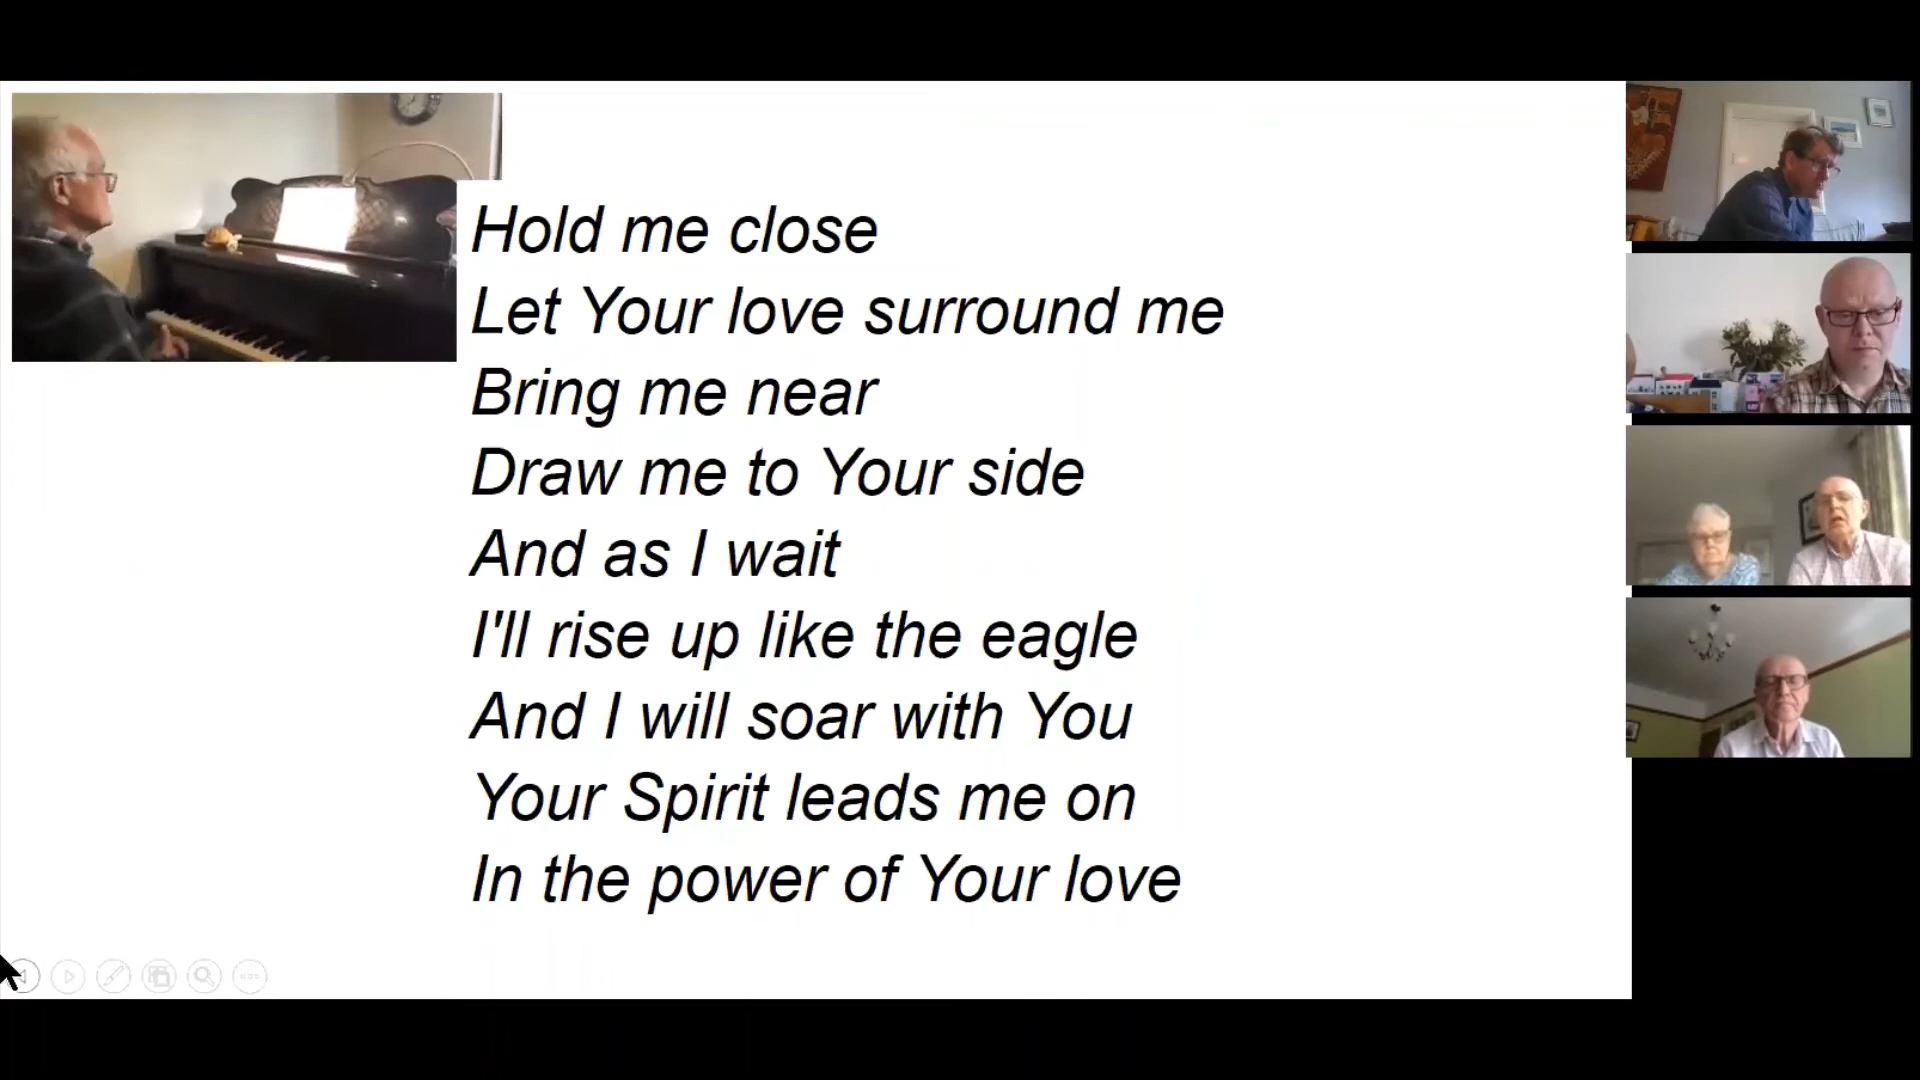 Hold me close
Let Your love surround me
Bring me near
Draw me to Your side
And as I wait
I'll rise up like the eagle
And I will soar with You
Your Spirit leads me on
In the power of Your love